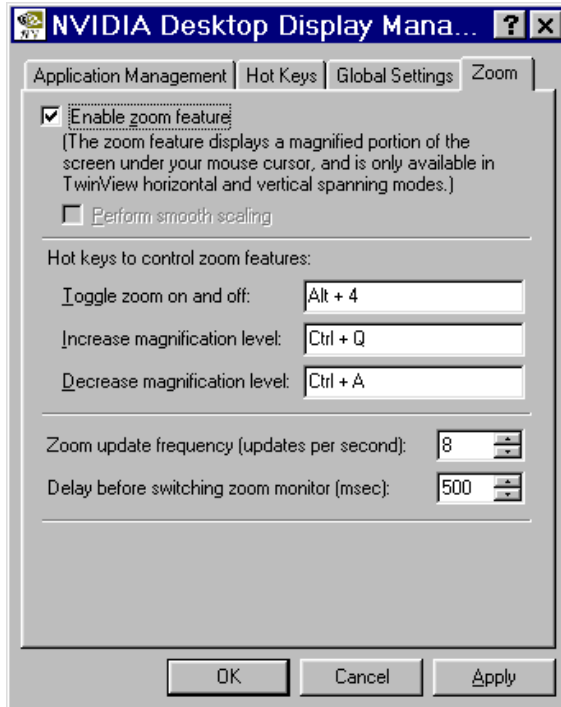 NVIDIA Desktop Display Mana...
Application Management Hot Keys Global Settings Zoom
Enable zoom feature
(The zoom feature displays a magnified portion of the
screen under your mouse cursor, and is only available in
TwinView horizontal and vertical spanning modes.)
Perform smooth scaling
Hot keys to control zoom features:
Toggle zoom on and off: Alt + 4
Increase magnification level: Ctrl + Q
Decrease magnification level: Ctrl + A
Zoom update frequency (updates per second): 8
Delay before switching zoom monitor (msec): 500
OK Cancel Apply